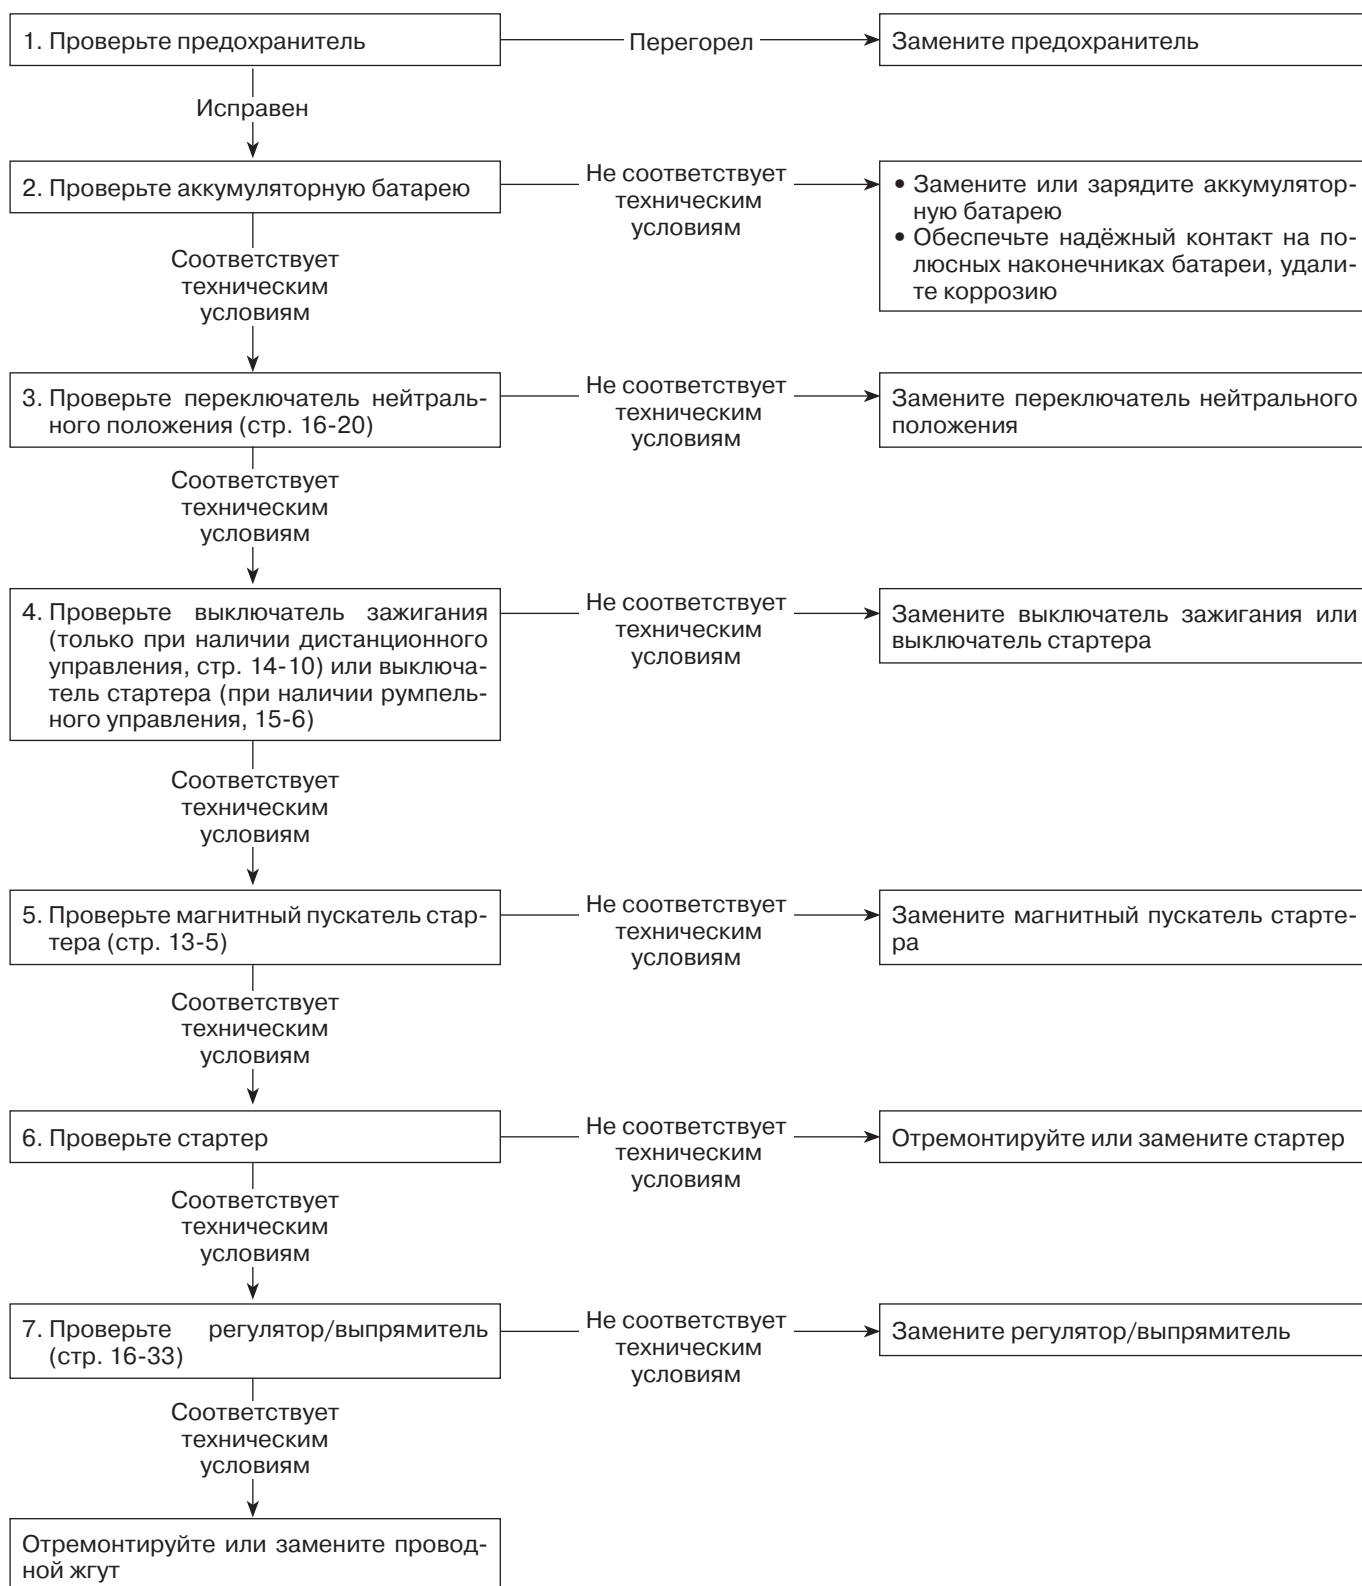 1. Проверьте предохранитель
Перегорел
Замените предохранитель
Исправен
2. Проверьте аккумуляторную батарею
Не соответствует
техническим
условиям
• Замените или зарядите аккумулятор-
ную батарею
• Обеспечьте надёжный контакт на по-
люсных наконечниках батареи, удали-
те коррозию
Соответствует
техническим
условиям
3. Проверьте переключатель нейтраль-
ного положения (стр. 16-20)
Не соответствует
техническим
условиям
Замените переключатель нейтрального
положения
Соответствует
техническим
условиям
4. Проверьте выключатель зажигания
(только при наличии дистанционного
управления, стр. 14-10) или выключа-
тель стартера (при наличии румпель-
ного управления, 15-6)
Не соответствует
техническим
условиям
Замените выключатель зажигания или
выключатель стартера
Соответствует
техническим
условиям
5. Проверьте магнитный пускатель стар-
тера (стр. 13-5)
Не соответствует
техническим
условиям
Замените магнитный пускатель старте-
ра
Соответствует
техническим
условиям
6. Проверьте стартер
Не соответствует
техническим
условиям
Отремонтируйте или замените стартер
Соответствует
техническим
условиям
7. Проверьте регулятор/выпрямитель
(стр. 16-33)
Не соответствует
техническим
условиям
Замените регулятор/выпрямитель
Соответствует
техническим
условиям
Отремонтируйте или замените провод-
ной жгут